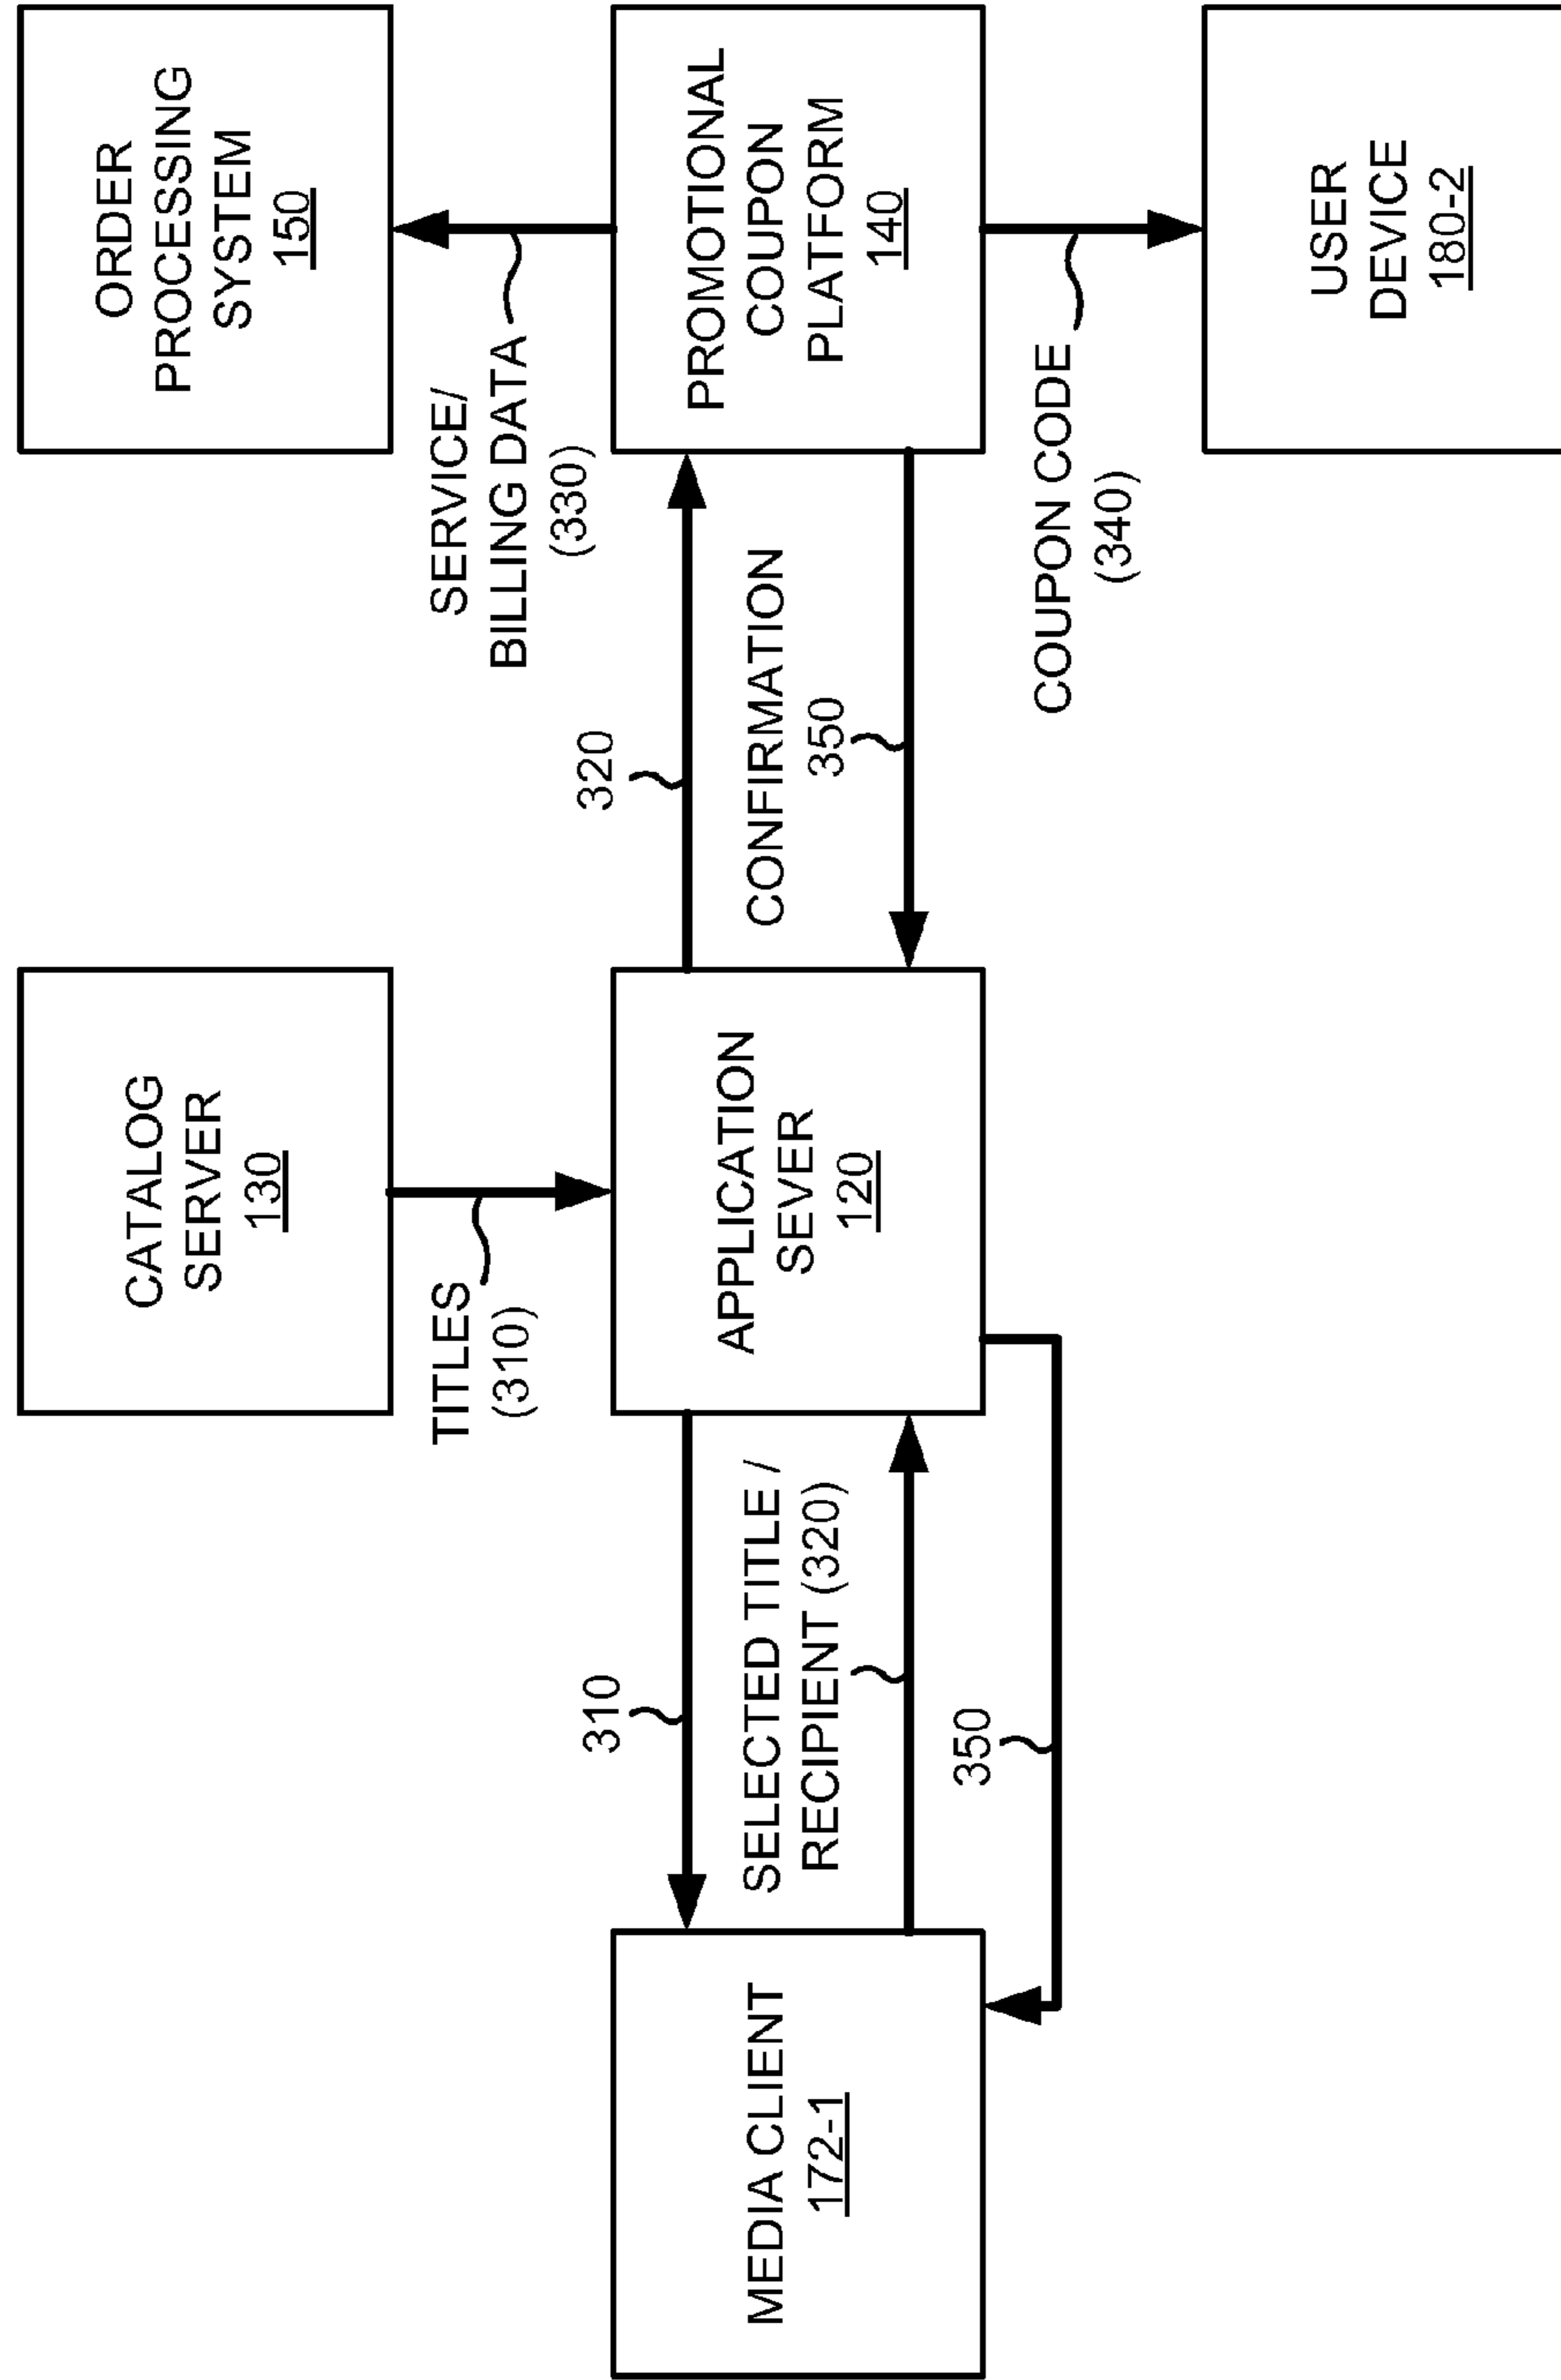 CATALOG
SERVER
130
ORDER
PROCESSING
SYSTEM
150
TITLES
(310)
SERVICE/
BILLING DATA
(330)
310
320
MEDIA CLIENT
172-1
SELECTED TITLE /
RECIPIENT (320)
APPLICATION
SEVER
120
CONFIRMATION
350
PROMOTIONAL
COUPON
PLATFORM
140
350
COUPON CODE
(340)
USER
DEVICE
180-2